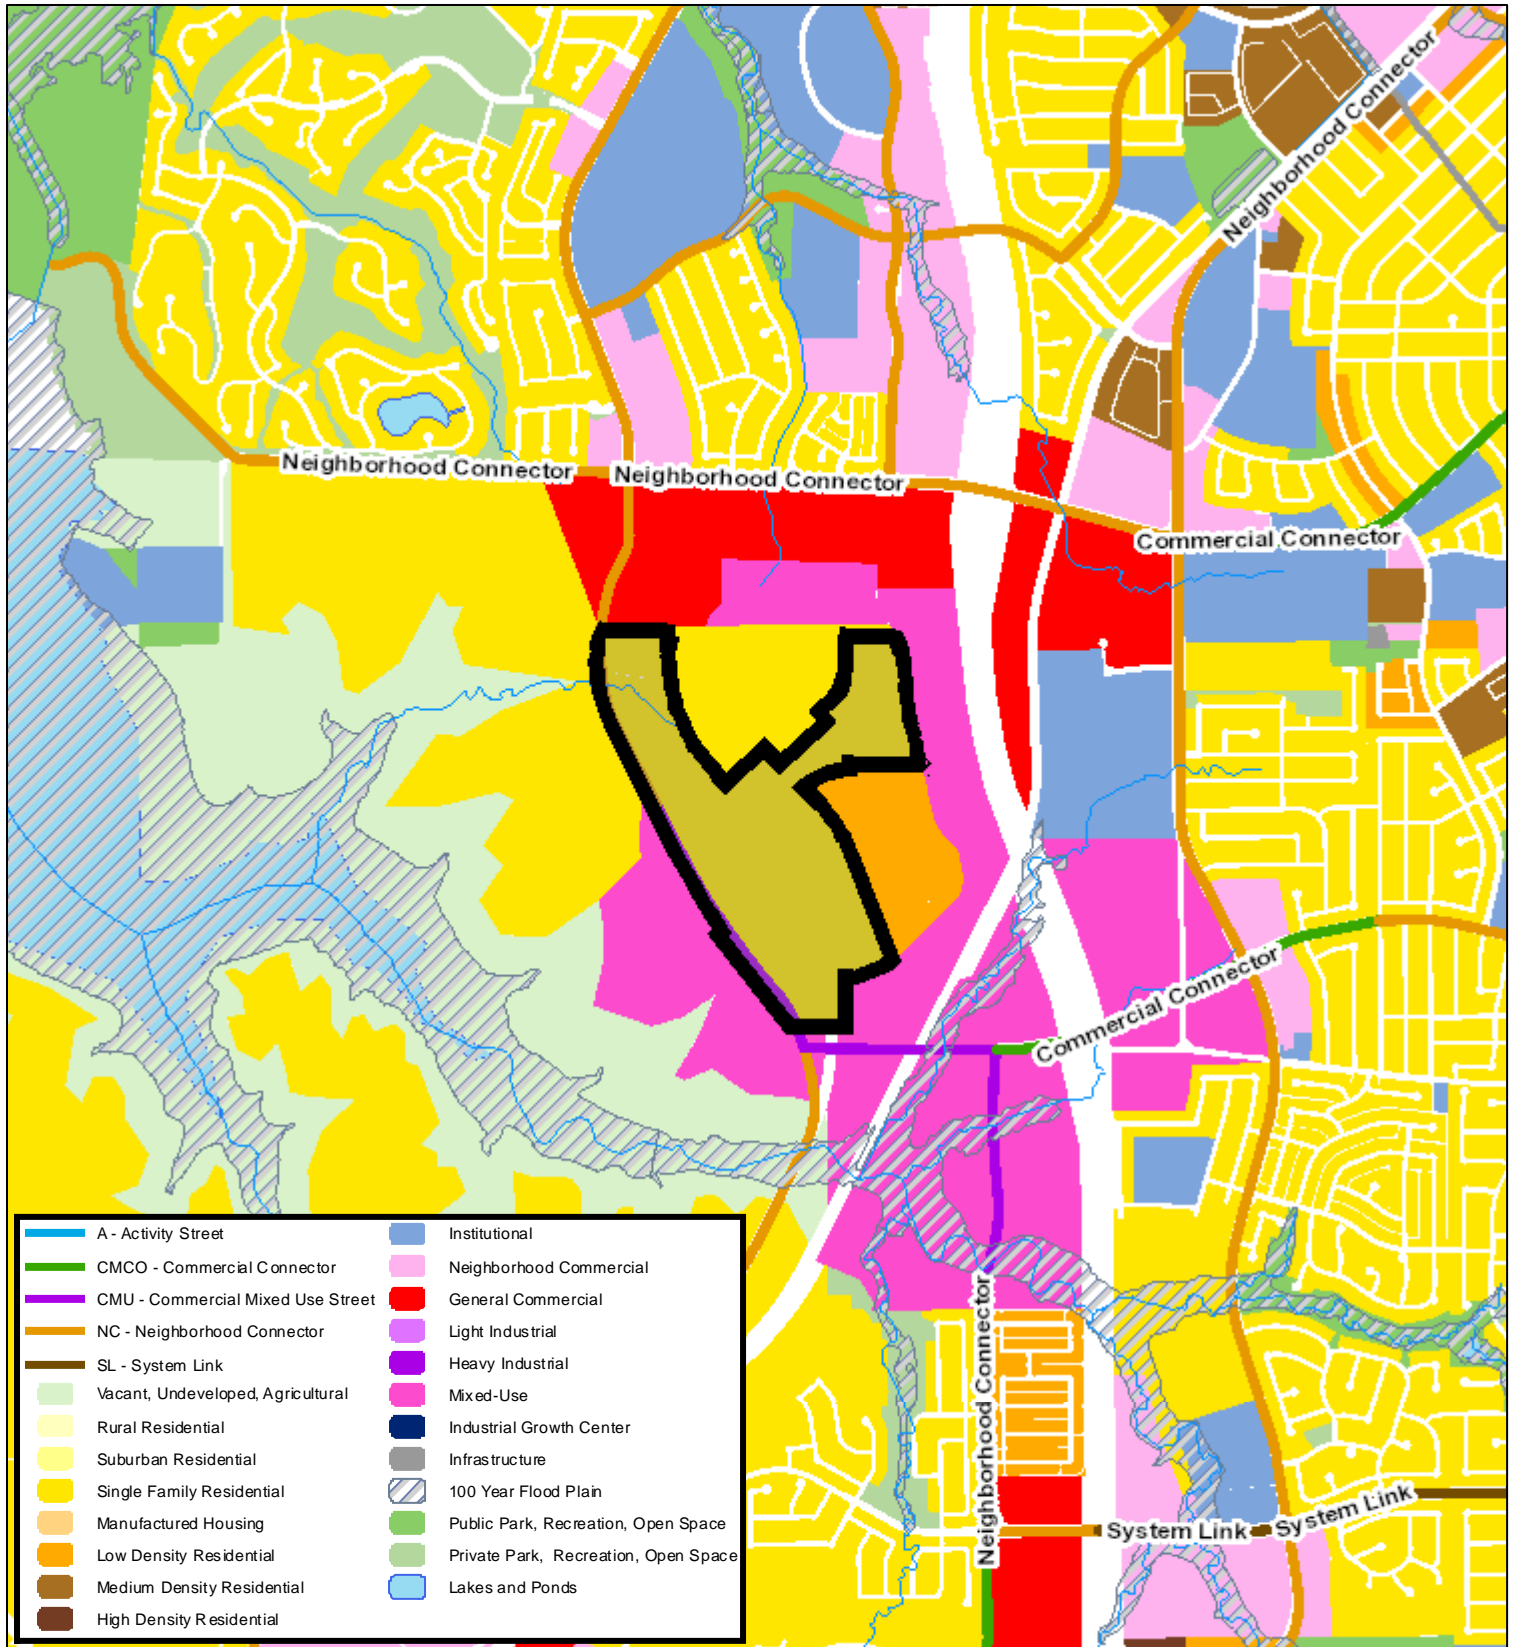 Neighborhood Connector
Neighborhood Connector
Neighborhood Connector
Commercial Connector
Commercial Connector
Neighborhood Connector
System Link
System Link
A - Activity Street
CMCO - Commercial Connector
CMU - Commercial Mixed Use Street
NC - Neighborhood Connector
SL - System Link
Vacant, Undeveloped, Agricultural
Rural Residential
Suburban Residential
Single Family Residential
Manufactured Housing
Low Density Residential
Medium Density Residential
High Density Residential
Institutional
Neighborhood Commercial
General Commercial
Light Industrial
Heavy Industrial
Mixed-Use
Industrial Growth Center
Infrastructure
100 Year Flood Plain
Public Park, Recreation, Open Space
Private Park, Recreation, Open Space
Lakes and Ponds